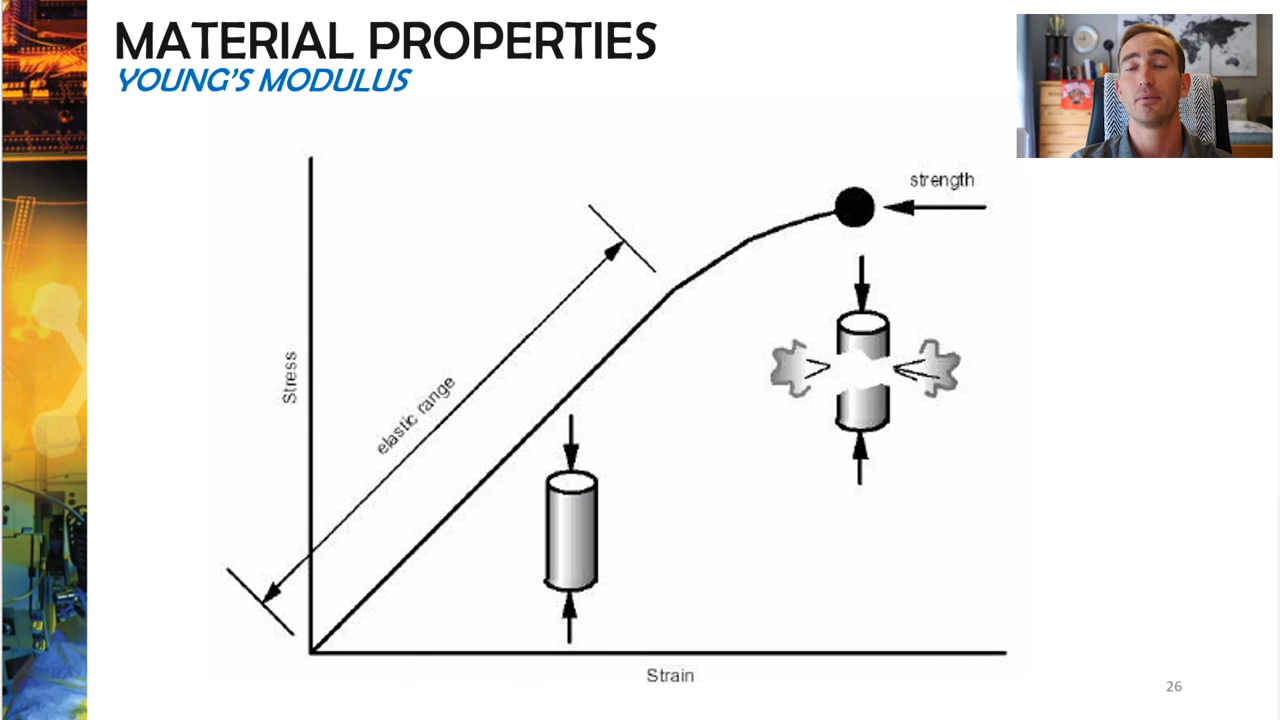 MATERIAL PROPERTIES
YOUNG'S MODULUS
strength
elastic range
Stress
Strain
26